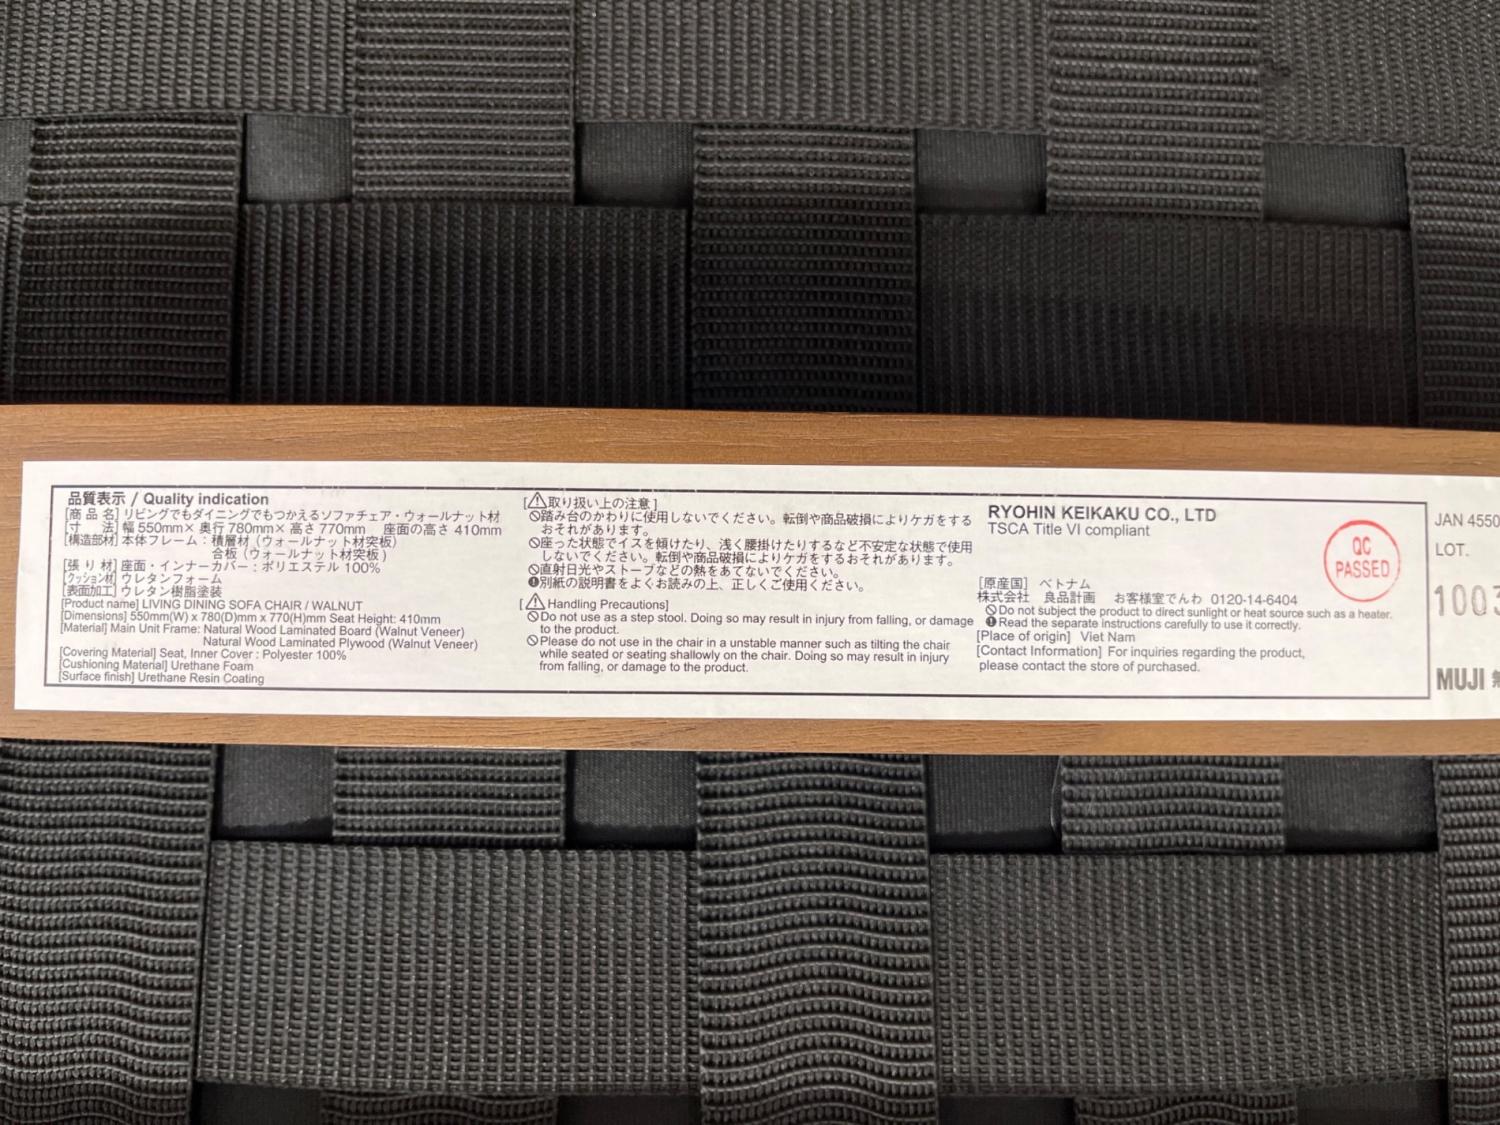 品質表示 / Quality indication
[商 品 名] リビングでもダイニングでもつかえるソファチェア・ウォールナット材
[寸　　法] 幅 550mm× 奥行 780mm× 高さ 770mm　座面の高さ 410mm
[構造部材] 本体フレーム：積層材（ウォールナット材突板）
合板（ウォールナット材突板）
[張 り 材] 座面・インナーカバー：ポリエステル 100%
[クッション材] ウレタンフォーム
[表面加工] ウレタン樹脂塗装
[Product name] LIVING DINING SOFA CHAIR / WALNUT
[Dimensions] 550mm(W) x 780(D)mm x 770(H)mm Seat Height: 410mm
[Material] Main Unit Frame: Natural Wood Laminated Board (Walnut Veneer)
Natural Wood Laminated Plywood (Walnut Veneer)
[Covering Material] Seat, Inner Cover : Polyester 100%
[Cushioning Material] Urethane Foam
[Surface finish] Urethane Resin Coating
[⚠取り扱い上の注意]
🚫踏み台のかわりに使用しないでください。転倒や商品破損によりケガをする
おそれがあります。
🚫座った状態でイスを傾けたり、浅く腰掛けたりするなど不安定な状態で使用
しないでください。転倒や商品破損によりケガをするおそれがあります。
🚫直射日光やストーブなどの熱をあてないでください。
❗別紙の説明書をよくお読みの上、正しくご使用ください。
[⚠ Handling Precautions]
🚫Do not use as a step stool. Doing so may result in injury from falling, or damage
to the product.
🚫Please do not use in the chair in a unstable manner such as tilting the chair
while seated or seating shallowly on the chair. Doing so may result in injury
from falling, or damage to the product.
RYOHIN KEIKAKU CO., LTD
TSCA Title VI compliant
[原産国] ベトナム
株式会社 良品計画　お客様室でんわ 0120-14-6404
🚫Do not subject the product to direct sunlight or heat source such as a heater.
❗Read the separate instructions carefully to use it correctly.
[Place of origin] Viet Nam
[Contact Information] For inquiries regarding the product,
please contact the store of purchased.
QC
PASSED
JAN 4550
LOT.
1003
MUJI 無